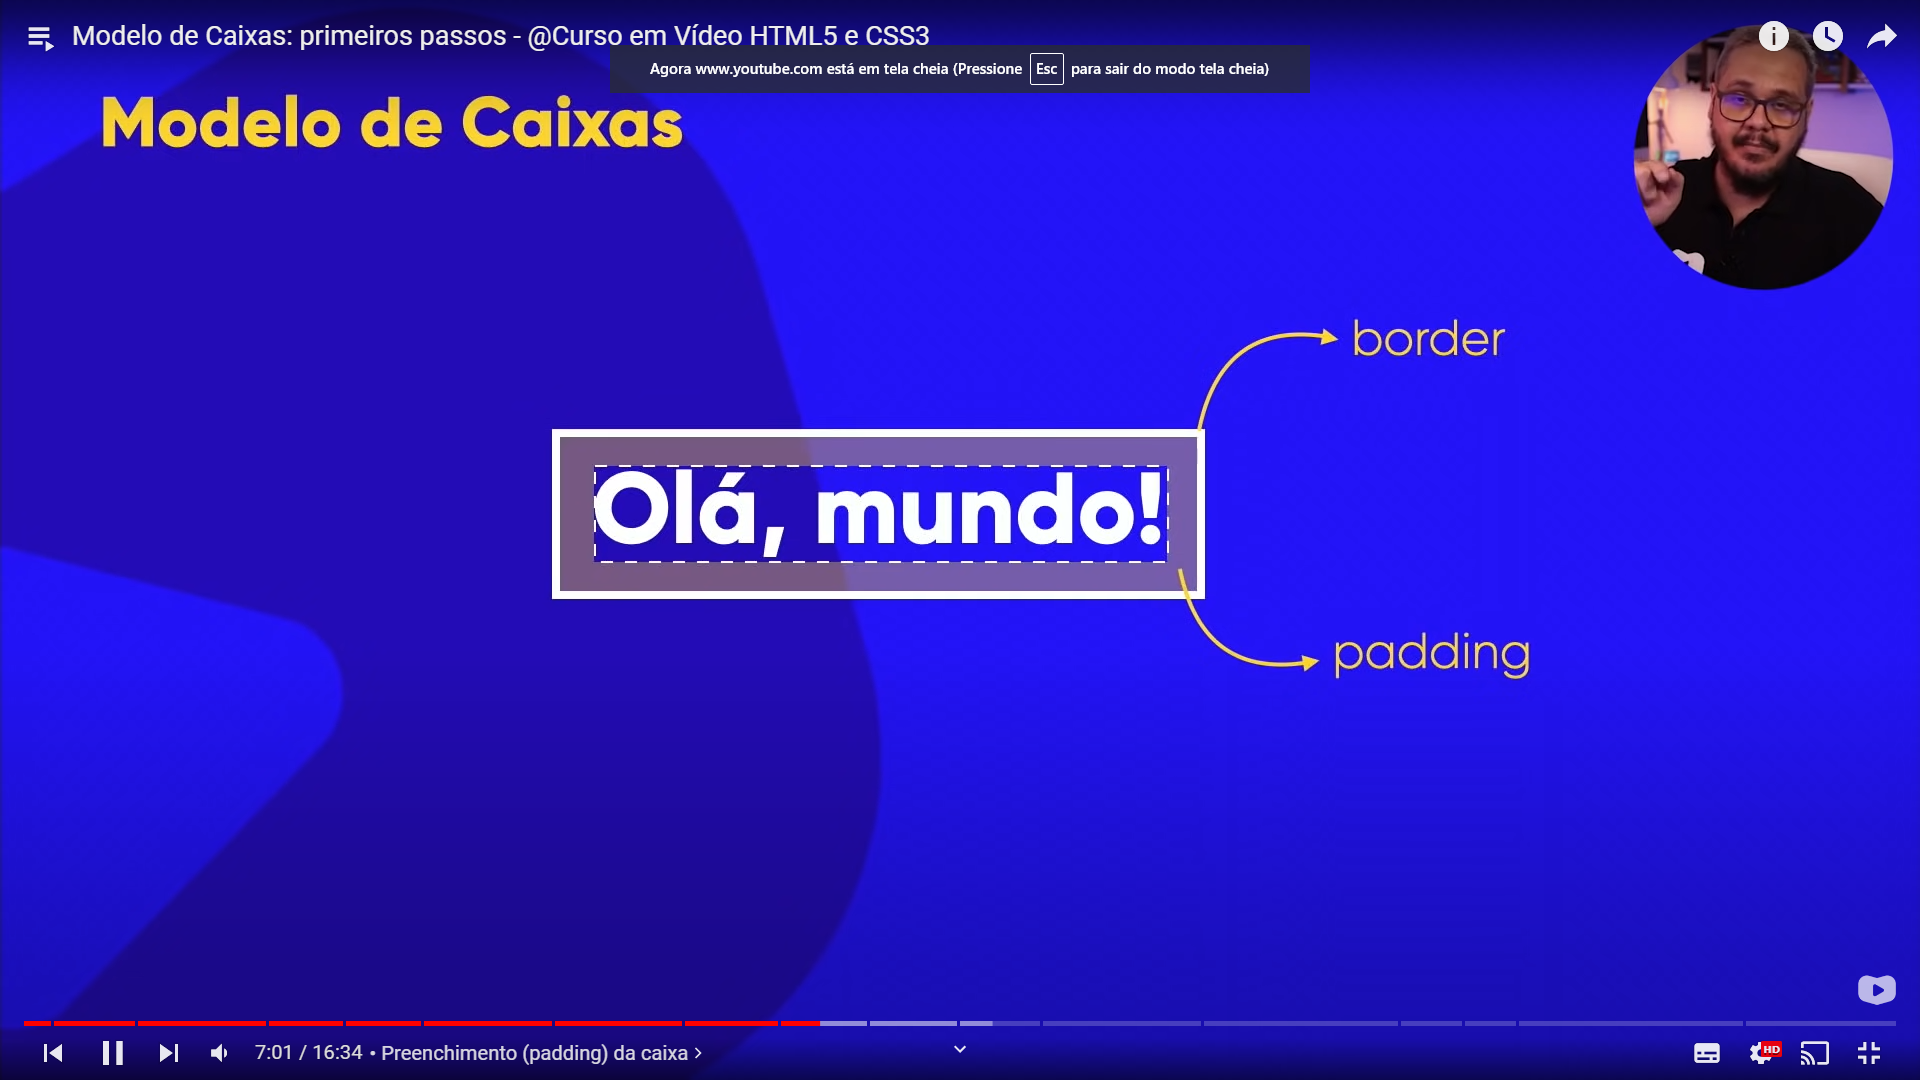 Modelo de Caixas: primeiros passos - @Curso em Vídeo HTML5 e CSS3
Agora www.youtube.com está em tela cheia (Pressione Esc para sair do modo tela cheia)
Modelo de Caixas
border
Olá, mundo!
padding
7:01 / 16:34 • Preenchimento (padding) da caixa
HD